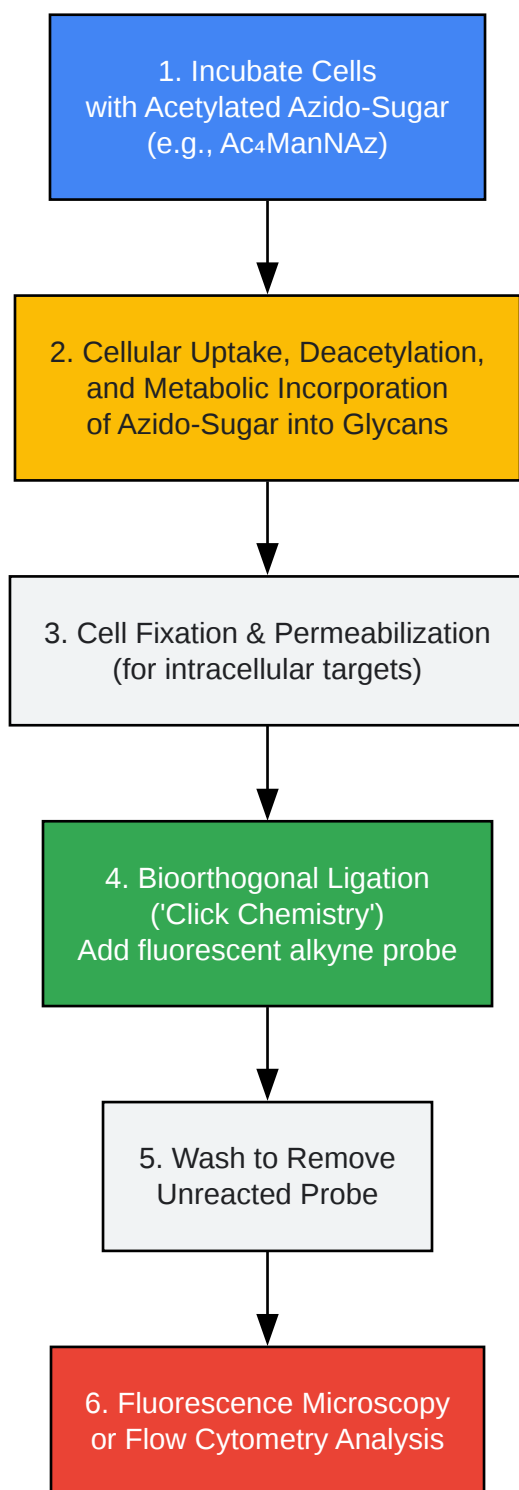 1. Incubate Cells
with Acetylated Azido-Sugar
(e.g., Ac₄ManNAz)
2. Cellular Uptake, Deacetylation,
and Metabolic Incorporation
of Azido-Sugar into Glycans
3. Cell Fixation & Permeabilization
(for intracellular targets)
4. Bioorthogonal Ligation
('Click Chemistry')
Add fluorescent alkyne probe
5. Wash to Remove
Unreacted Probe
6. Fluorescence Microscopy
or Flow Cytometry Analysis